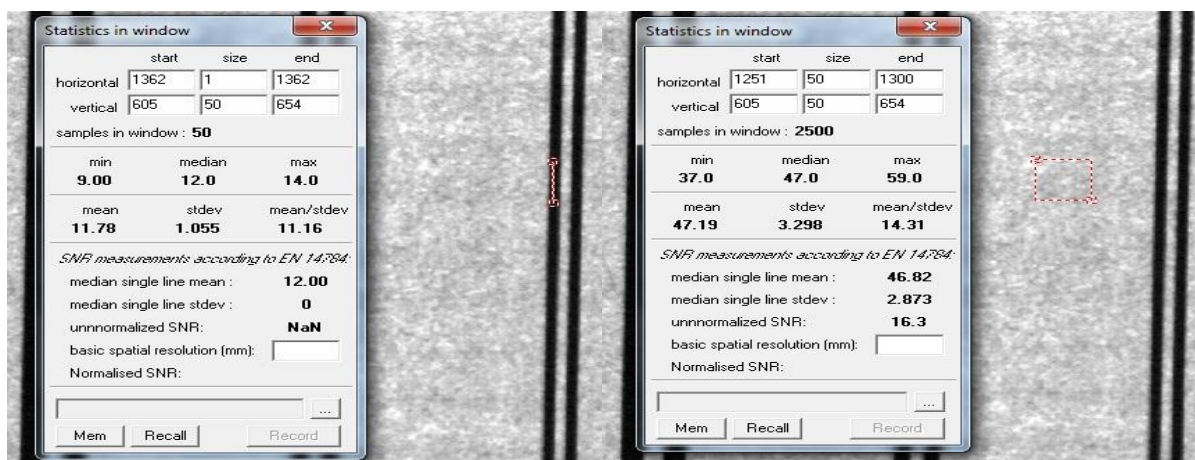 Statistics in window
start size end
horizontal 1362 1 1362
vertical 605 50 654
samples in window : 50
min median max
9.00 12.0 14.0
mean stdev mean/stdev
11.78 1.055 11.16
SNR measurements according to EN 14784:
median single line mean : 12.00
median single line stdev : 0
unnnormalized SNR: NaN
basic spatial resolution (mm):
Normalised SNR:
...
Mem Recall Record
Statistics in window
start size end
horizontal 1251 50 1300
vertical 605 50 654
samples in window : 2500
min median max
37.0 47.0 59.0
mean stdev mean/stdev
47.19 3.298 14.31
SNR measurements according to EN 14784:
median single line mean : 46.82
median single line stdev : 2.873
unnnormalized SNR: 16.3
basic spatial resolution (mm):
Normalised SNR:
...
Mem Recall Record